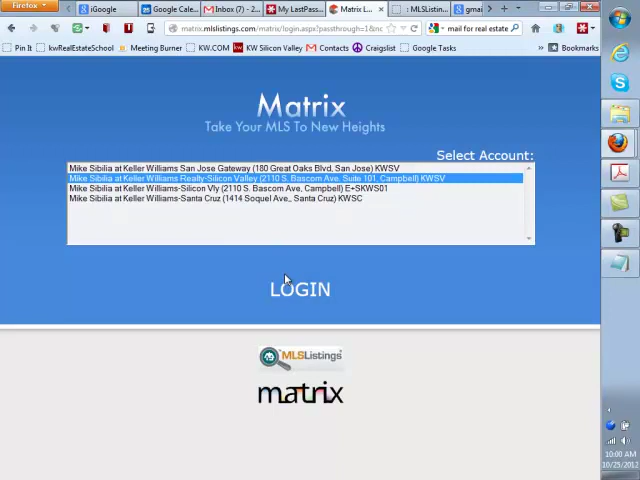 Firefox
iGoogle
Google Cale...
Inbox (7) - 2...
My LastPass...
Matrix L...
: MLSListin...
gmai
matrix.mlslistings.com/matrix/login.aspx?passthrough=1&nc
mail for real estate
Pin It
kwRealEstateSchool
Meeting Burner
KW.COM
KW Silicon Valley
Coactions
Craigslist
Google Tasks
Bookmarks
Matrix
Take Your MLS To New Heights
Select Account:
Mike Sibilia at Keller Williams San Jose Gateway (180 Great Oaks Blvd, San Jose) KWSV
Mike Sibilia at Keller Williams Realty-Silicon Valley (2110 S. Bascom Ave. Suite 101, Campbell) KWSV
Mike Sibilia at Keller Williams-Silicon Vly (2110 S. Bascom Ave, Campbell) E+SKWS01
Mike Sibilia at Keller Williams-Santa Cruz (1414 Soquel Ave,, Santa Cruz) KWSC
LOGIN
MLSListings
matrix
10:00 AM
10/25/2012